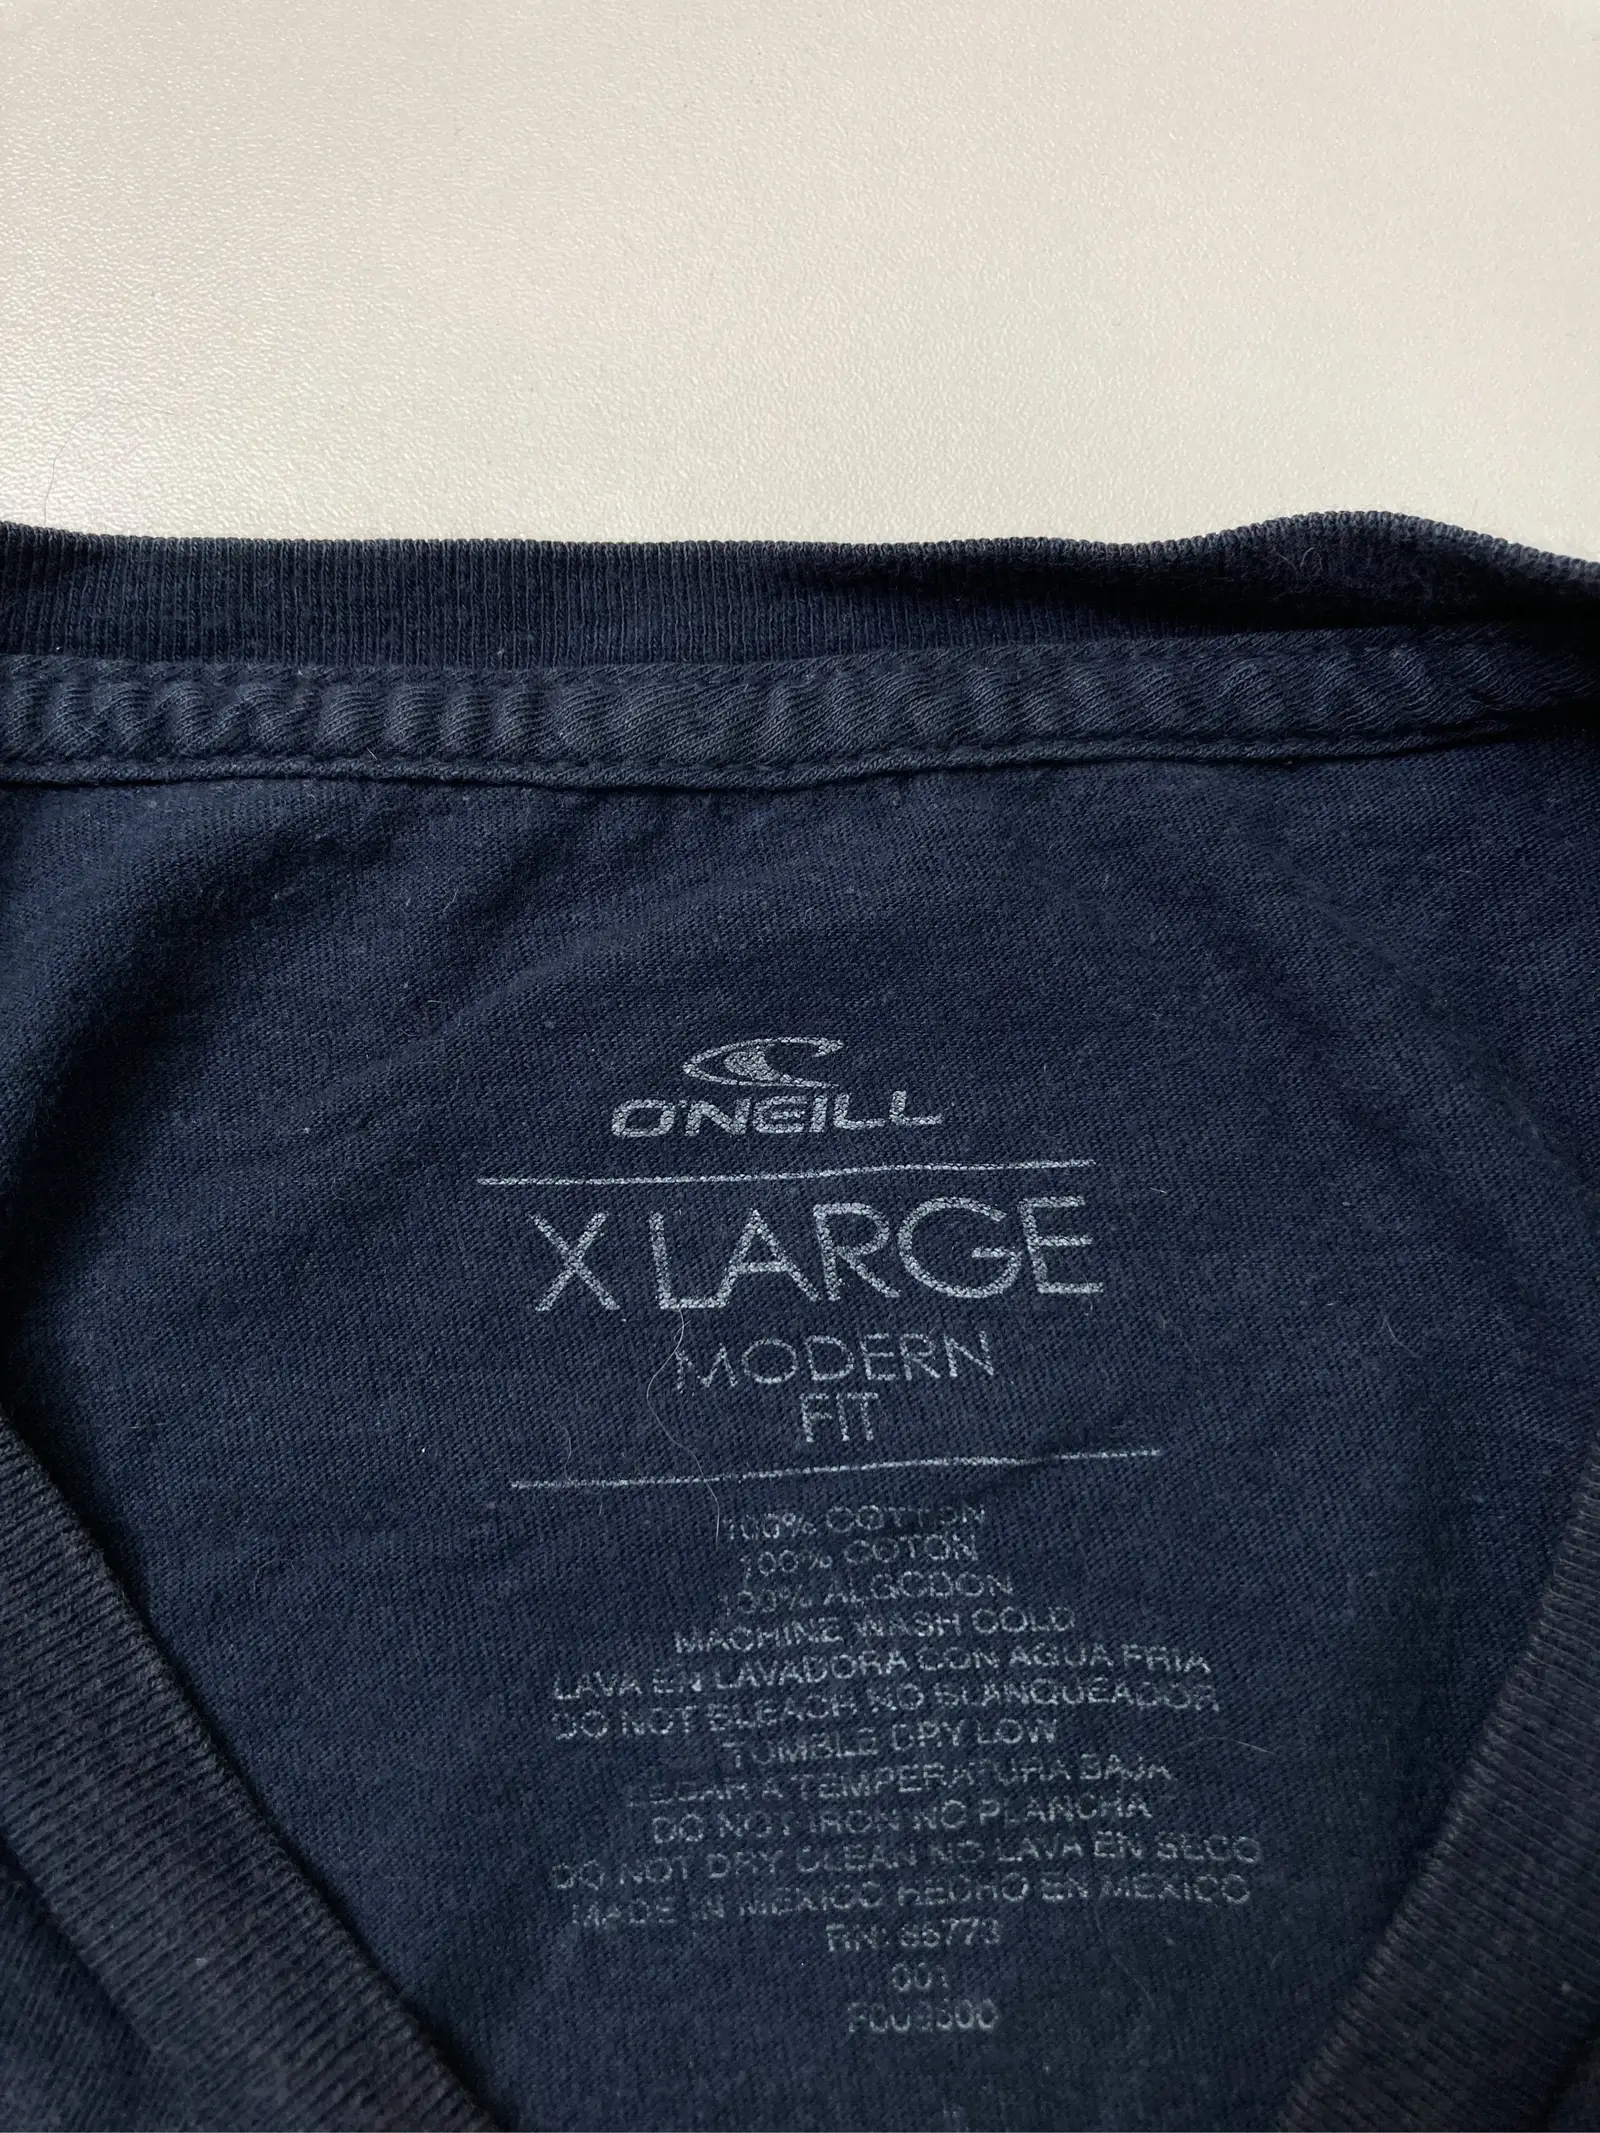 O'NEILL
X LARGE
MODERN
FIT
100% COTTON
100% COTON
100% ALGODON
MACHINE WASH COLD
LAVA EN LAVADORA CON AGUA FRIA
DO NOT BLEACH NO BLANQUEADOR
TUMBLE DRY LOW
SECAR A TEMPERATURA BAJA
DO NOT IRON NO PLANCHA
DO NOT DRY CLEAN NO LAVA EN SECO
MADE IN MEXICO HECHO EN MEXICO
RN:
001